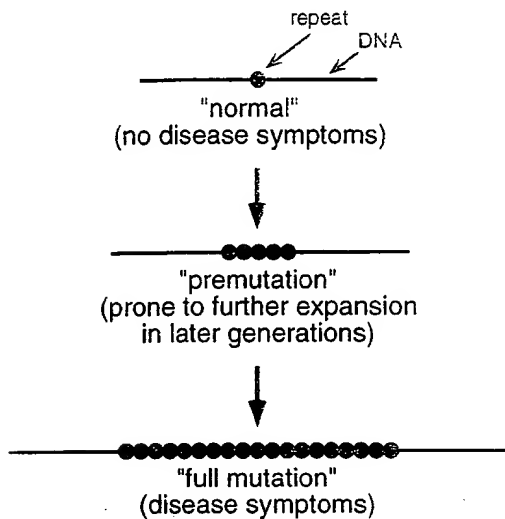 repeat
DNA
"normal"
(no disease symptoms)
"premutation"
(prone to further expansion
in later generations)
"full mutation"
(disease symptoms)